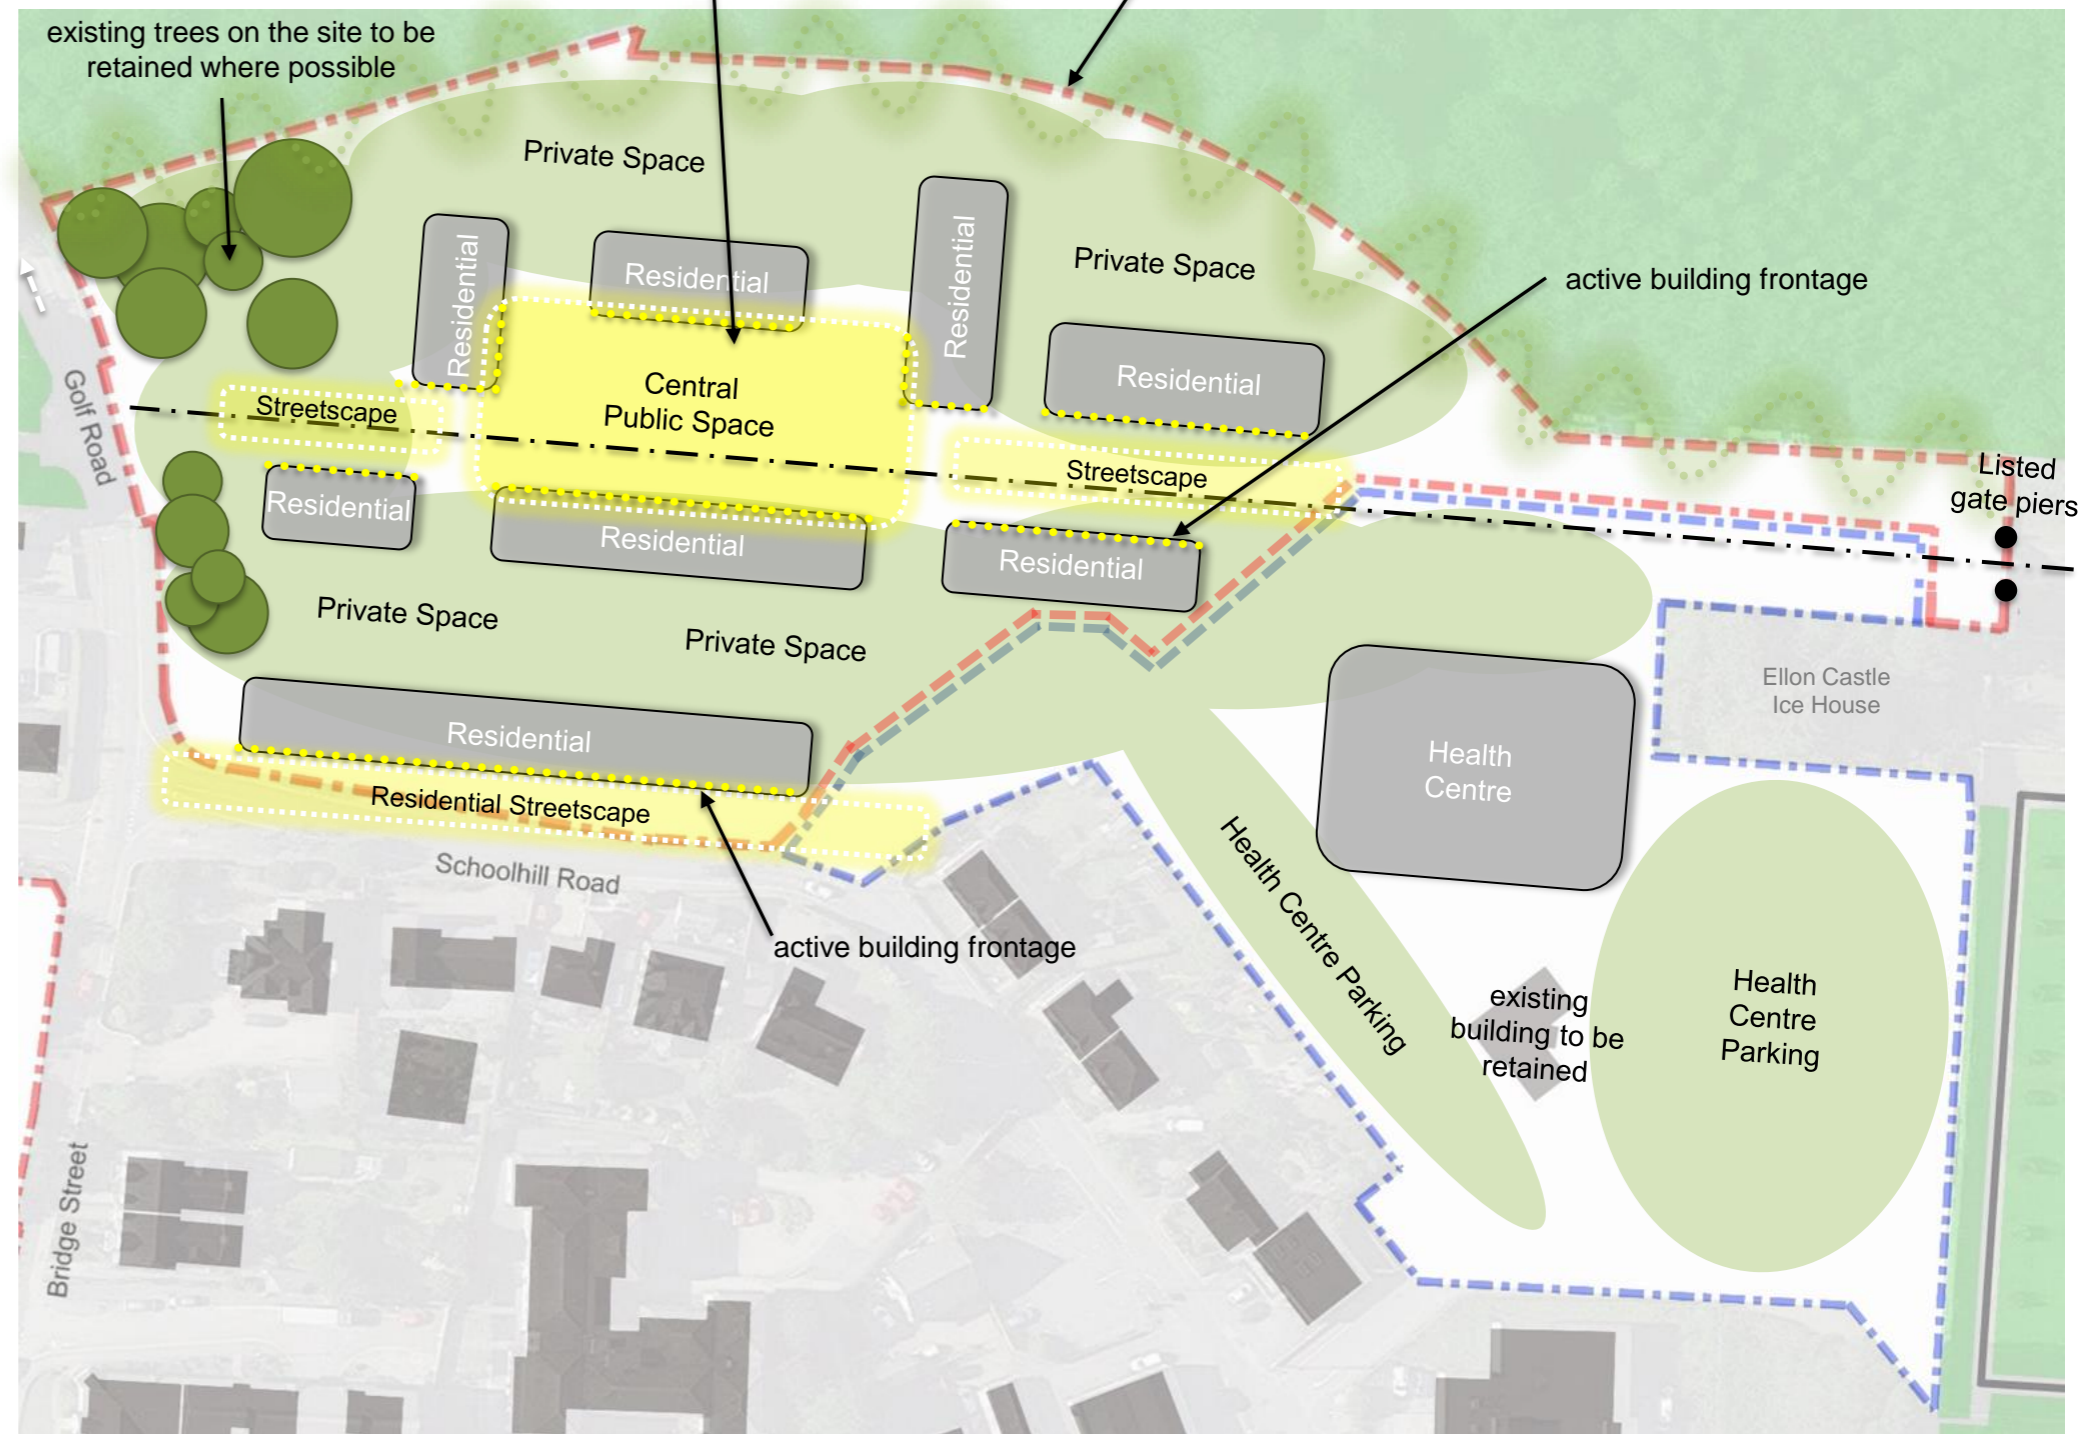 existing trees on the site to be
retained where possible
Private Space
Residential
Residential
Residential
Private Space
active building frontage
Residential
Golf Road
Streetscape
Central
Public Space
Streetscape
Listed
gate piers
Residential
Residential
Residential
Private Space
Private Space
Ellon Castle
Ice House
Residential
Health
Centre
Residential Streetscape
Schoolhill Road
active building frontage
Health Centre Parking
existing
building to be
retained
Health
Centre
Parking
Bridge Street